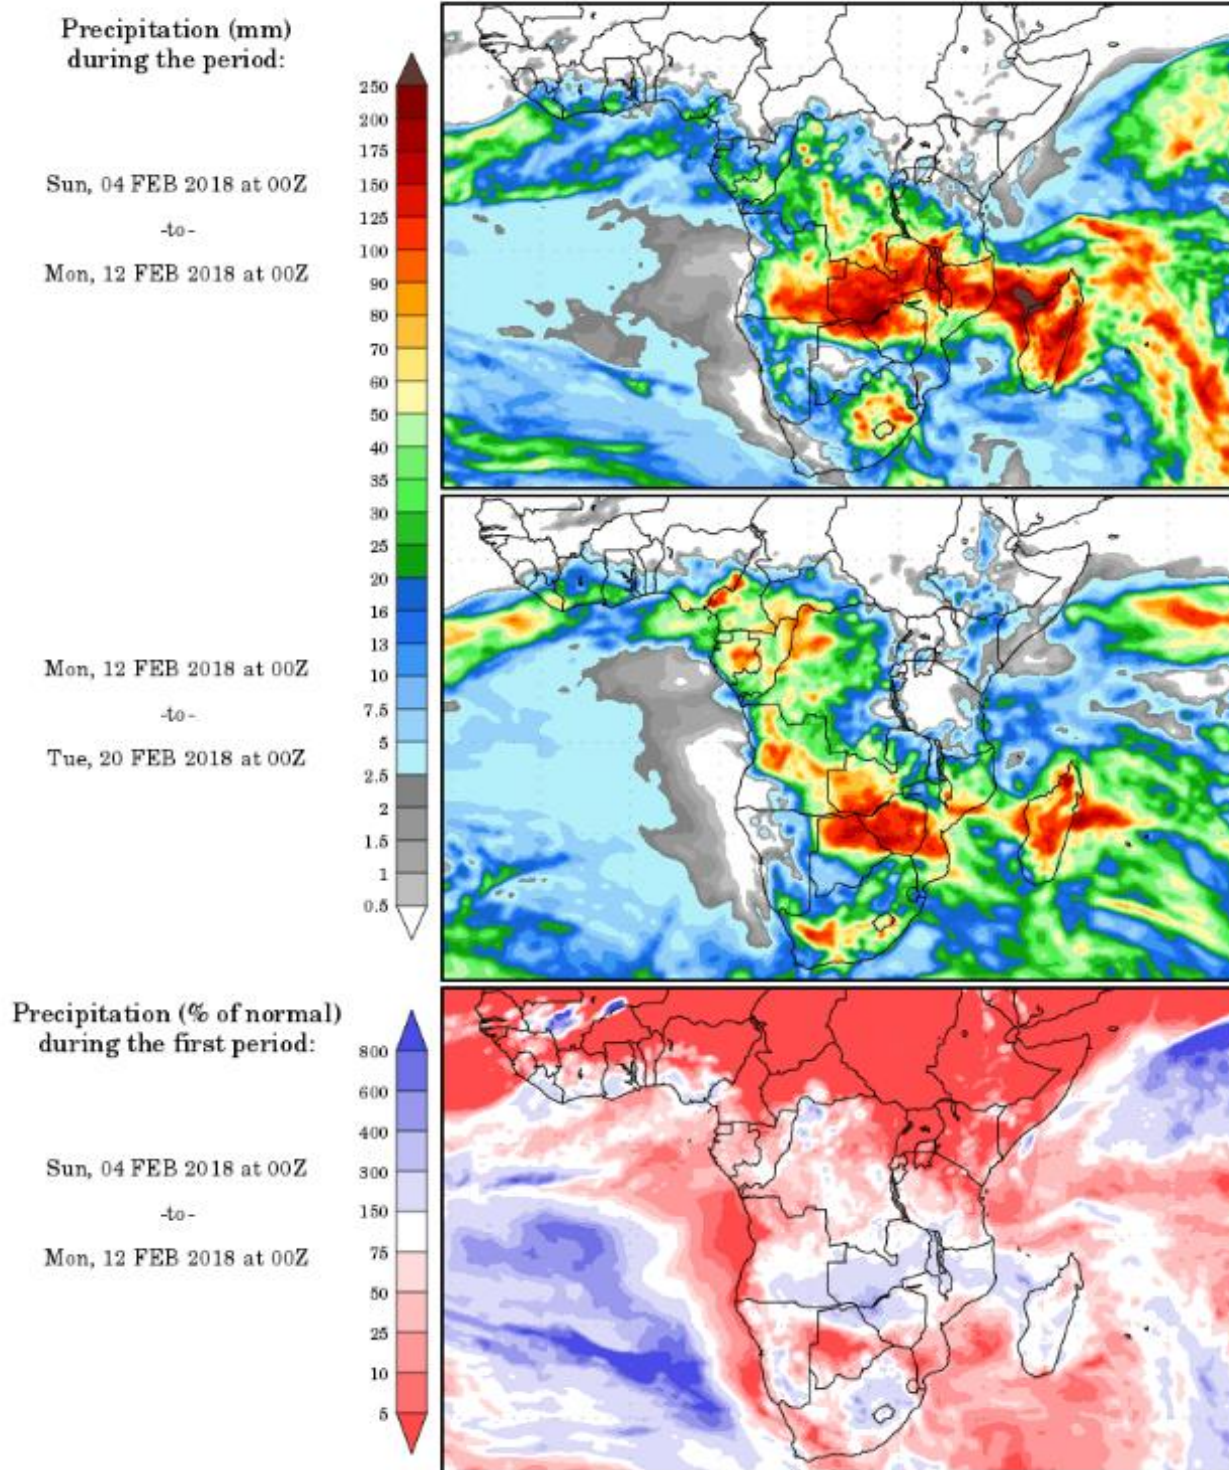 Precipitation (mm)
during the period:
250
200
175
Sun, 04 FEB 2018 at 00Z
150
125
-to-
100
Mon, 12 FEB 2018 at 00Z
90
80
70
60
50
40
35
30
25
20
16
13
Mon, 12 FEB 2018 at 00Z
10
7.5
-to-
5
Tue, 20 FEB 2018 at 00Z
2.5
2
1.5
1
0.5
Precipitation (% of normal)
during the first period:
800
600
400
Sun, 04 FEB 2018 at 00Z
300
-to-
150
Mon, 12 FEB 2018 at 00Z
75
50
25
10
5